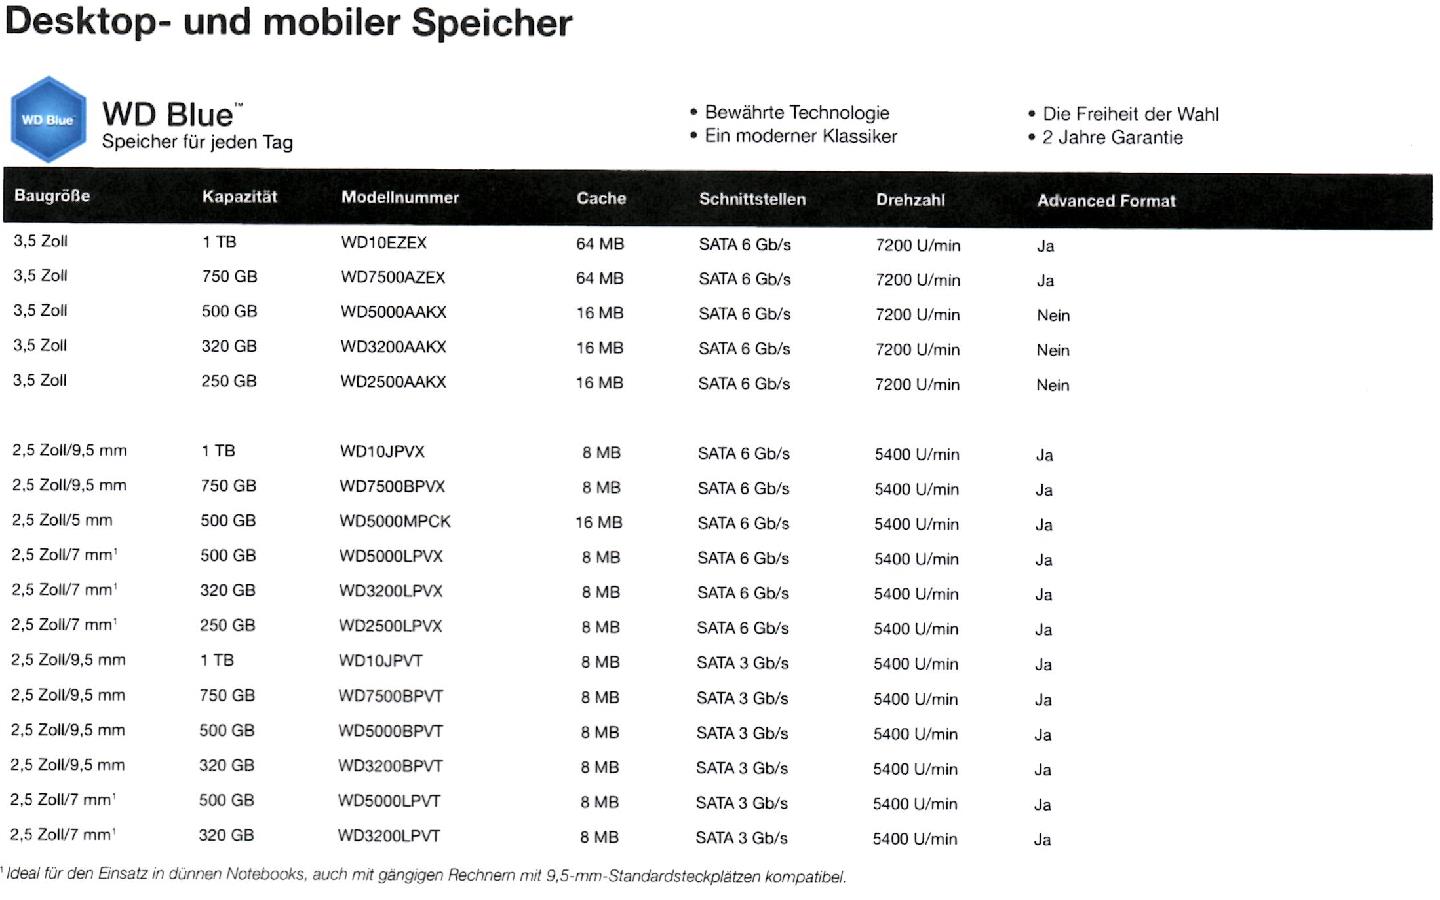 Desktop- und mobiler Speicher
WD Blue™
WD Blue™
Speicher für jeden Tag
• Bewährte Technologie
• Ein moderner Klassiker
• Die Freiheit der Wahl
• 2 Jahre Garantie
Baugröße Kapazität Modellnummer Cache Schnittstellen Drehzahl Advanced Format
3,5 Zoll 1 TB WD10EZEX 64 MB SATA 6 Gb/s 7200 U/min Ja
3,5 Zoll 750 GB WD7500AZEX 64 MB SATA 6 Gb/s 7200 U/min Ja
3,5 Zoll 500 GB WD5000AAKX 16 MB SATA 6 Gb/s 7200 U/min Nein
3,5 Zoll 320 GB WD3200AAKX 16 MB SATA 6 Gb/s 7200 U/min Nein
3,5 Zoll 250 GB WD2500AAKX 16 MB SATA 6 Gb/s 7200 U/min Nein
2,5 Zoll/9,5 mm 1 TB WD10JPVX 8 MB SATA 6 Gb/s 5400 U/min Ja
2,5 Zoll/9,5 mm 750 GB WD7500BPVX 8 MB SATA 6 Gb/s 5400 U/min Ja
2,5 Zoll/5 mm 500 GB WD5000MPCK 16 MB SATA 6 Gb/s 5400 U/min Ja
2,5 Zoll/7 mm¹ 500 GB WD5000LPVX 8 MB SATA 6 Gb/s 5400 U/min Ja
2,5 Zoll/7 mm¹ 320 GB WD3200LPVX 8 MB SATA 6 Gb/s 5400 U/min Ja
2,5 Zoll/7 mm¹ 250 GB WD2500LPVX 8 MB SATA 6 Gb/s 5400 U/min Ja
2,5 Zoll/9,5 mm 1 TB WD10JPVT 8 MB SATA 3 Gb/s 5400 U/min Ja
2,5 Zoll/9,5 mm 750 GB WD7500BPVT 8 MB SATA 3 Gb/s 5400 U/min Ja
2,5 Zoll/9,5 mm 500 GB WD5000BPVT 8 MB SATA 3 Gb/s 5400 U/min Ja
2,5 Zoll/9,5 mm 320 GB WD3200BPVT 8 MB SATA 3 Gb/s 5400 U/min Ja
2,5 Zoll/7 mm¹ 500 GB WD5000LPVT 8 MB SATA 3 Gb/s 5400 U/min Ja
2,5 Zoll/7 mm¹ 320 GB WD3200LPVT 8 MB SATA 3 Gb/s 5400 U/min Ja
¹ Ideal für den Einsatz in dünnen Notebooks, auch mit gängigen Rechnern mit 9,5-mm-Standardsteckplätzen kompatibel.